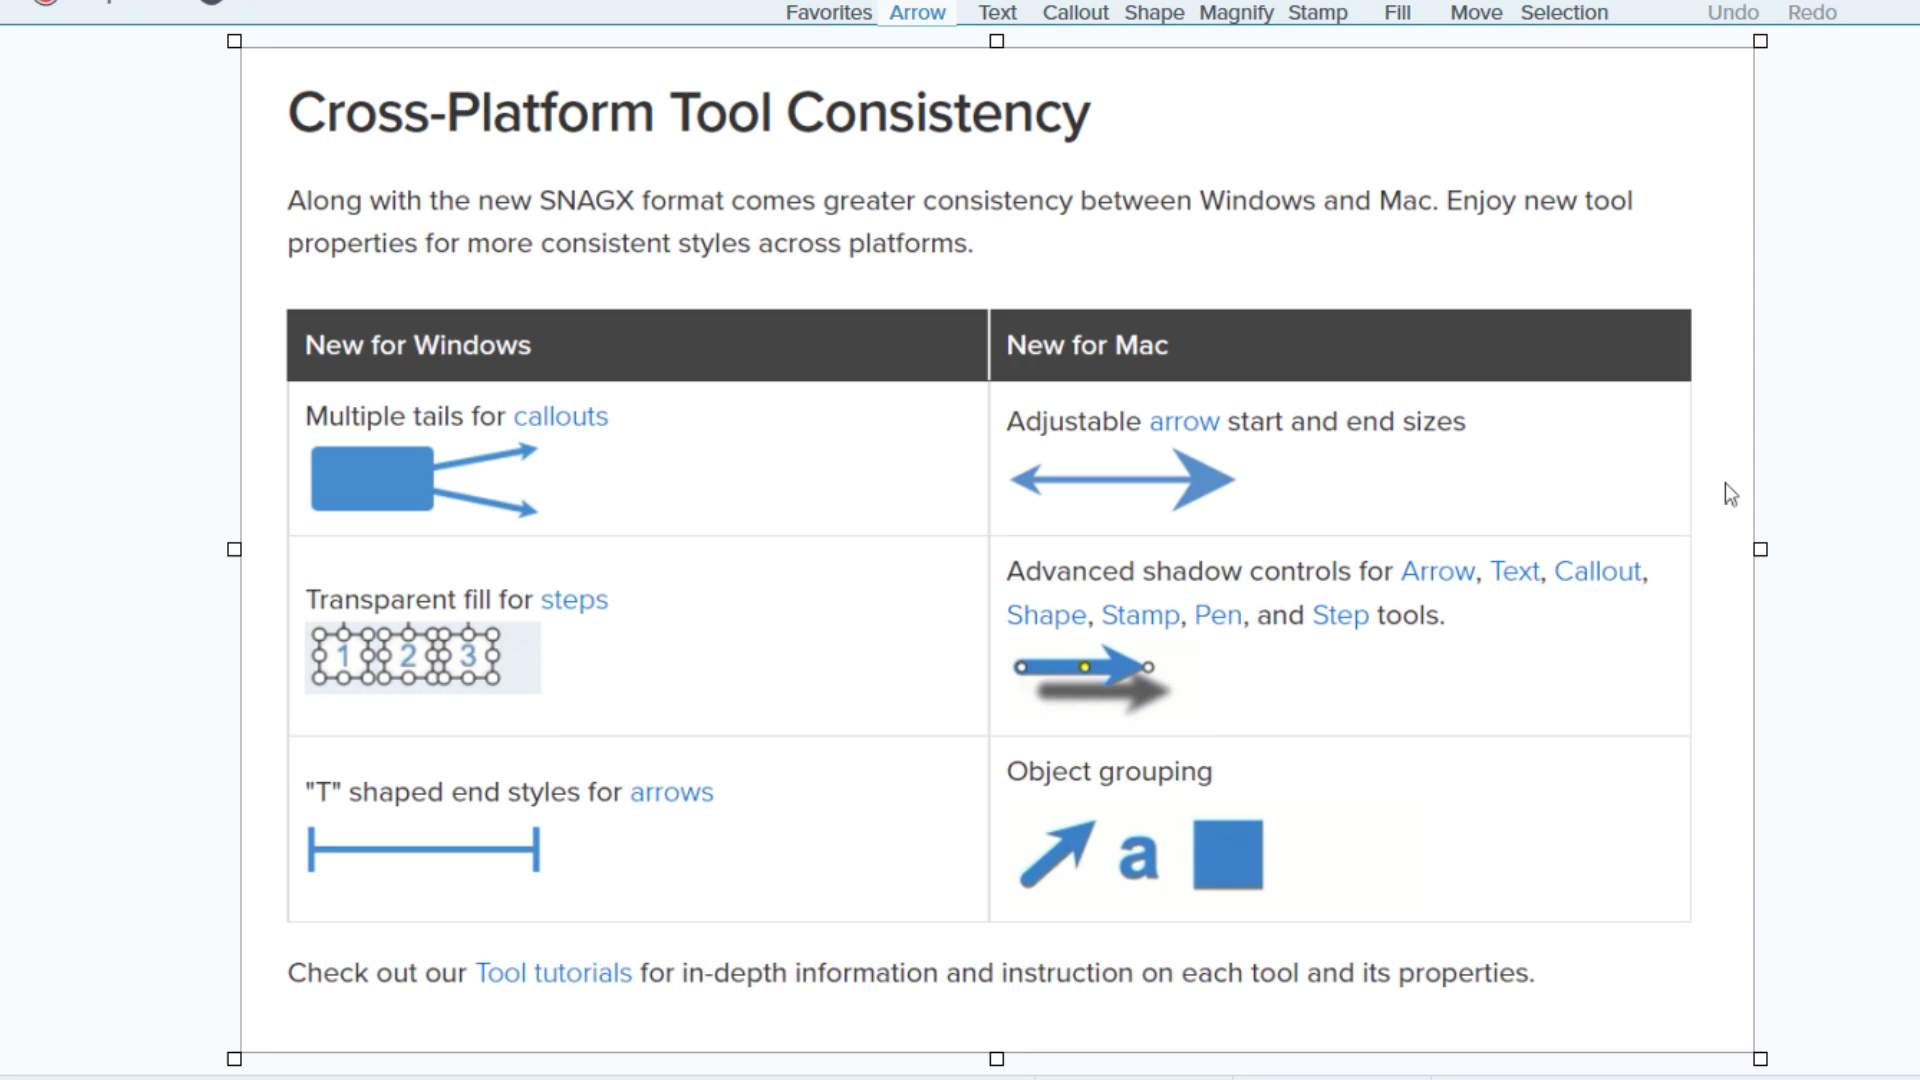 Favorites Arrow Text Callout Shape Magnify Stamp Fill Move Selection Undo Redo
Cross-Platform Tool Consistency
Along with the new SNAGX format comes greater consistency between Windows and Mac. Enjoy new tool
properties for more consistent styles across platforms.
New for Windows
New for Mac
Multiple tails for callouts
Adjustable arrow start and end sizes
Transparent fill for steps
1 2 3
Advanced shadow controls for Arrow, Text, Callout,
Shape, Stamp, Pen, and Step tools.
"T" shaped end styles for arrows
Object grouping
a
Check out our Tool tutorials for in-depth information and instruction on each tool and its properties.